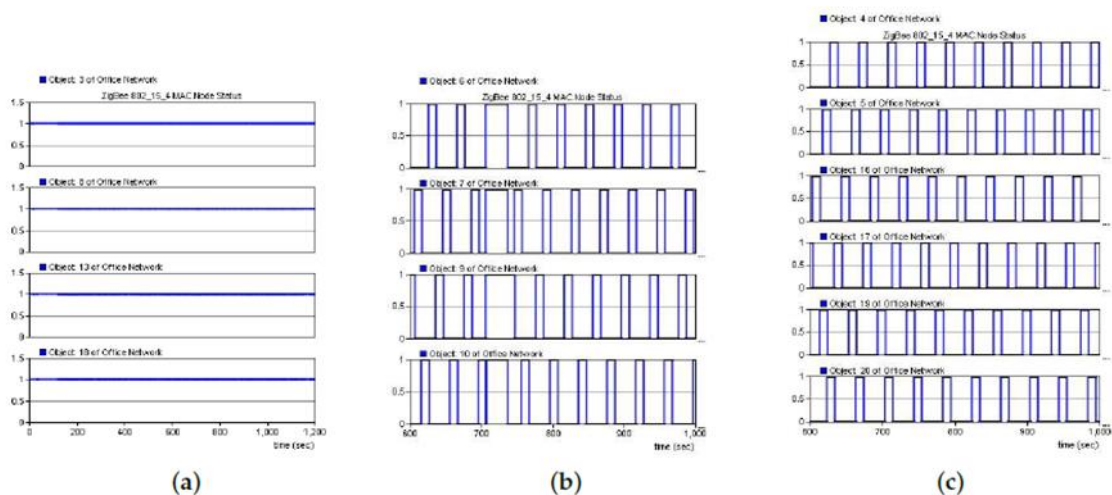 Object: 3 of Office Network
ZigBee 802_15_4 MAC.Node Status
1.5
1
0.5
0
Object: 8 of Office Network
1.5
1
0.5
0
Object: 13 of Office Network
1.5
1
0.5
0
Object: 18 of Office Network
1.5
1
0.5
0
0 200 400 600 800 1,000 1,200
time (sec)
(a)
Object: 6 of Office Network
ZigBee 802_15_4 MAC.Node Status
1
0.5
0
Object: 7 of Office Network
1
0.5
0
Object: 9 of Office Network
1
0.5
0
Object: 10 of Office Network
1
0.5
0
600 700 800 900 1,000
time (sec)
(b)
Object: 4 of Office Network
ZigBee 802_15_4 MAC.Node Status
1
0.5
0
Object: 5 of Office Network
1
0.5
0
Object: 16 of Office Network
1
0.5
0
Object: 17 of Office Network
1
0.5
0
Object: 19 of Office Network
1
0.5
0
Object: 20 of Office Network
1
0.5
0
600 700 800 900 1,000
time (sec)
(c)